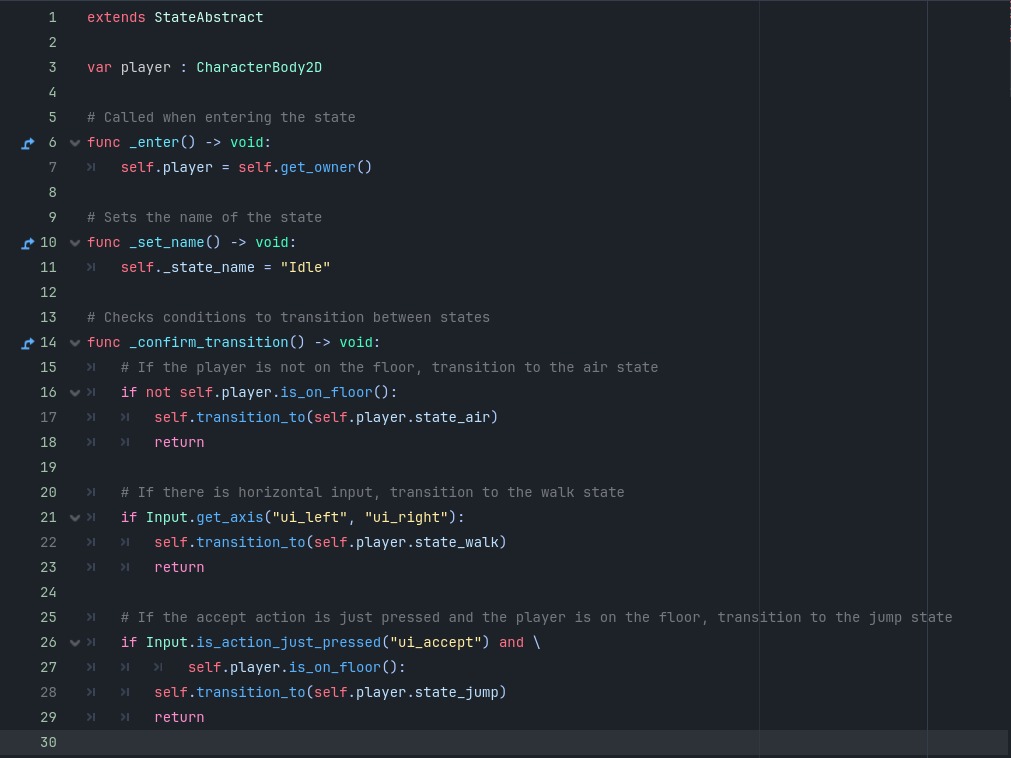 1 extends StateAbstract
2
3 var player : CharacterBody2D
4
5 # Called when entering the state
6 func _enter() -> void:
7 self.player = self.get_owner()
8
9 # Sets the name of the state
10 func _set_name() -> void:
11 self._state_name = "Idle"
12
13 # Checks conditions to transition between states
14 func _confirm_transition() -> void:
15 # If the player is not on the floor, transition to the air state
16 if not self.player.is_on_floor():
17 self.transition_to(self.player.state_air)
18 return
19
20 # If there is horizontal input, transition to the walk state
21 if Input.get_axis("ui_left", "ui_right"):
22 self.transition_to(self.player.state_walk)
23 return
24
25 # If the accept action is just pressed and the player is on the floor, transition to the jump state
26 if Input.is_action_just_pressed("ui_accept") and \
27 self.player.is_on_floor():
28 self.transition_to(self.player.state_jump)
29 return
30